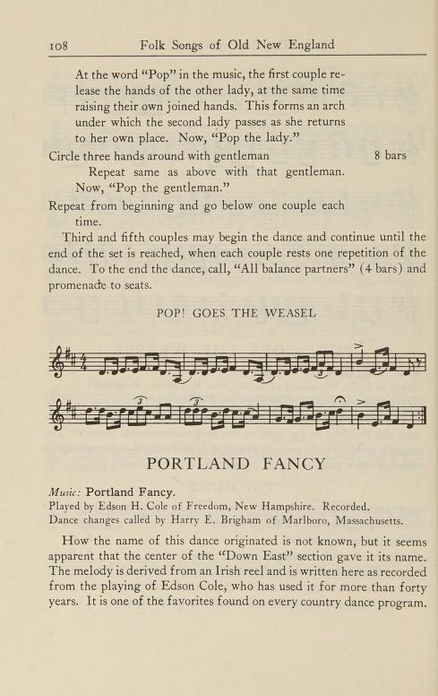 108 Folk Songs of Old New England
At the word “Pop” in the music, the first couple re-
lease the hands of the other lady, at the same time
raising their own joined hands. This forms an arch
under which the second lady passes as she returns
to her own place. Now, “Pop the lady.”
Circle three hands around with gentleman 8 bars
Repeat same as above with that gentleman.
Now, “Pop the gentleman.”
Repeat from beginning and go below one couple each
time.
Third and fifth couples may begin the dance and continue until the
end of the set is reached, when each couple rests one repetition of the
dance. To the end the dance, call, “All balance partners” (4 bars) and
promenade to seats.
POP! GOES THE WEASEL
3
3 3
PORTLAND FANCY
Music: Portland Fancy.
Played by Edson H. Cole of Freedom, New Hampshire. Recorded.
Dance changes called by Harry E. Brigham of Marlboro, Massachusetts.
How the name of this dance originated is not known, but it seems
apparent that the center of the “Down East” section gave it its name.
The melody is derived from an Irish reel and is written here as recorded
from the playing of Edson Cole, who has used it for more than forty
years. It is one of the favorites found on every country dance program.